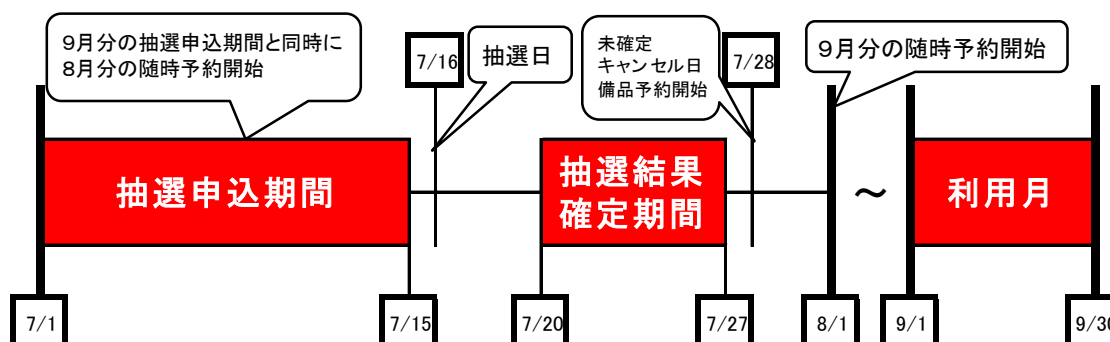 9月分の抽選申込期間と同時に
8月分の随時予約開始
7/16
抽選日
未確定
キャンセル日
備品予約開始
7/28
9月分の随時予約開始
抽選申込期間
抽選結果
確定期間
～
利用月
7/1
7/15
7/20
7/27
8/1
9/1
9/30